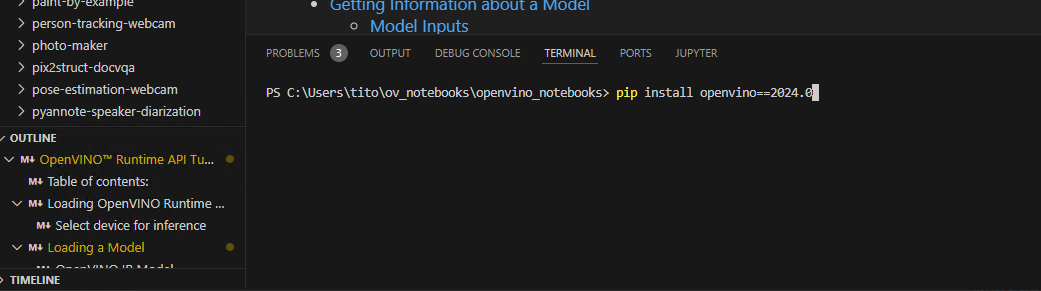 paint-by-example
person-tracking-webcam
photo-maker
pix2struct-docvqa
pose-estimation-webcam
pyannote-speaker-diarization
OUTLINE
OpenVINO™ Runtime API Tu...
Table of contents:
Loading OpenVINO Runtime ...
Select device for inference
Loading a Model
OpenVINO IR Model
TIMELINE
Getting Information about a Model
Model Inputs
PROBLEMS 3 OUTPUT DEBUG CONSOLE TERMINAL PORTS JUPYTER
PS C:\Users\tito\ov_notebooks\openvino_notebooks> pip install openvino==2024.0